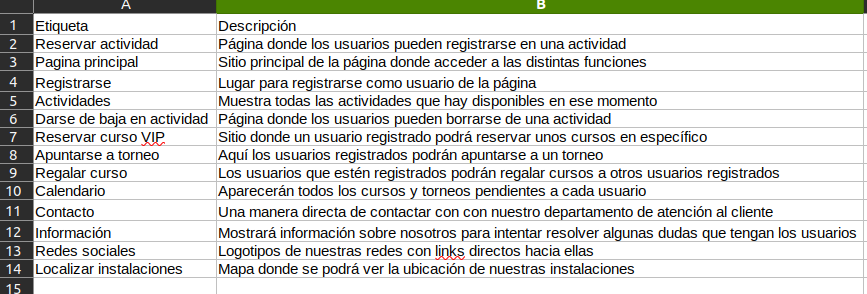 A B
1 Etiqueta Descripción
2 Reservar actividad Página donde los usuarios pueden registrarse en una actividad
3 Pagina principal Sitio principal de la página donde acceder a las distintas funciones
4 Registrarse Lugar para registrarse como usuario de la página
5 Actividades Muestra todas las actividades que hay disponibles en ese momento
6 Darse de baja en actividad Página donde los usuarios pueden borrarse de una actividad
7 Reservar curso VIP Sitio donde un usuario registrado podrá reservar unos cursos en específico
8 Apuntarse a torneo Aquí los usuarios registrados podrán apuntarse a un torneo
9 Regalar curso Los usuarios que estén registrados podrán regalar cursos a otros usuarios registrados
10 Calendario Aparecerán todos los cursos y torneos pendientes a cada usuario
11 Contacto Una manera directa de contactar con con nuestro departamento de atención al cliente
12 Información Mostrará información sobre nosotros para intentar resolver algunas dudas que tengan los usuarios
13 Redes sociales Logotipos de nuestras redes con links directos hacia ellas
14 Localizar instalaciones Mapa donde se podrá ver la ubicación de nuestras instalaciones
15